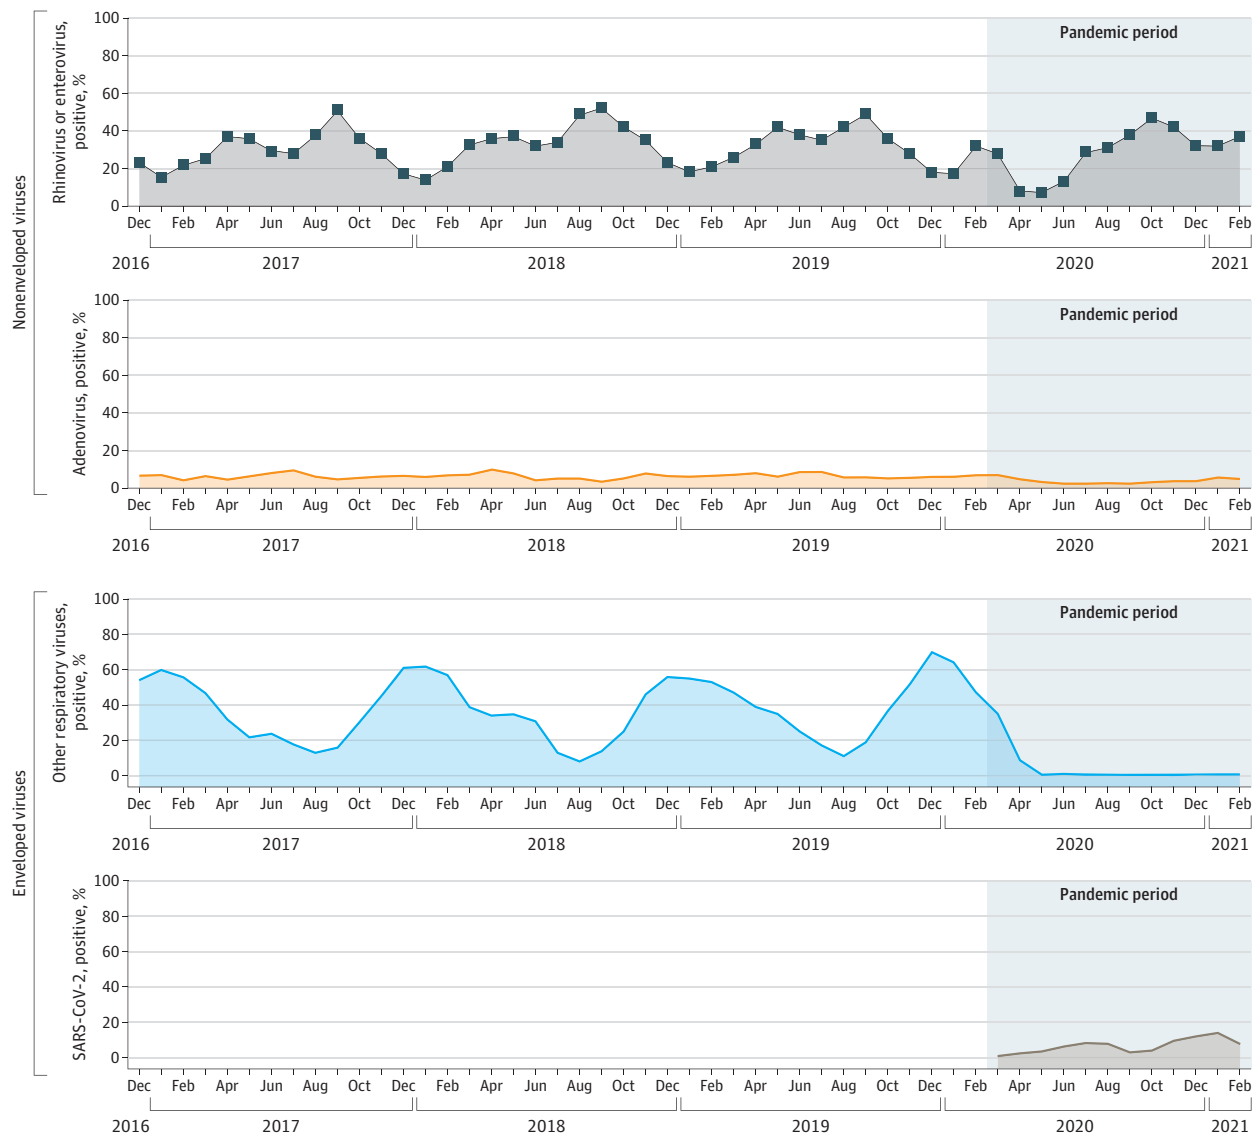 Nonenveloped viruses
Rhinovirus or enterovirus,
positive, %
100
80
60
40
20
0
Pandemic period
Dec Feb Apr Jun Aug Oct Dec Feb Apr Jun Aug Oct Dec Feb Apr Jun Aug Oct Dec Feb Apr Jun Aug Oct Dec Feb
2016 2017 2018 2019 2020 2021
Adenovirus, positive, %
100
80
60
40
20
0
Pandemic period
Dec Feb Apr Jun Aug Oct Dec Feb Apr Jun Aug Oct Dec Feb Apr Jun Aug Oct Dec Feb Apr Jun Aug Oct Dec Feb
2016 2017 2018 2019 2020 2021
Enveloped viruses
Other respiratory viruses,
positive, %
100
80
60
40
20
0
Pandemic period
Dec Feb Apr Jun Aug Oct Dec Feb Apr Jun Aug Oct Dec Feb Apr Jun Aug Oct Dec Feb Apr Jun Aug Oct Dec Feb
2016 2017 2018 2019 2020 2021
SARS-CoV-2, positive, %
100
80
60
40
20
0
Pandemic period
Dec Feb Apr Jun Aug Oct Dec Feb Apr Jun Aug Oct Dec Feb Apr Jun Aug Oct Dec Feb Apr Jun Aug Oct Dec Feb
2016 2017 2018 2019 2020 2021